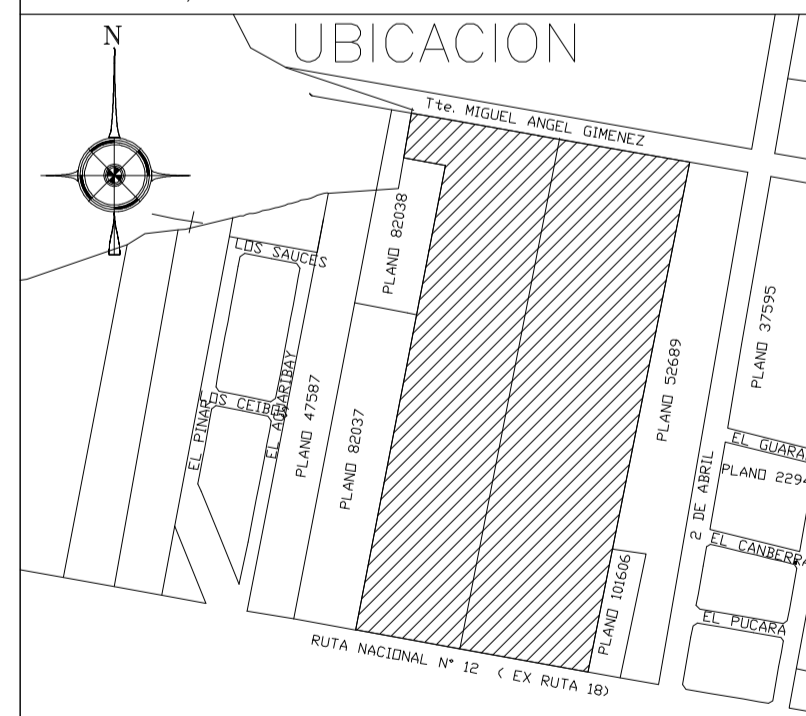 UBICACION
N
Tte. MIGUEL ANGEL GIMENEZ
PLANO 82038
LOS SAUCES
PLANO 37595
PLANO 52689
EL AGUARIBAY
PLANO 47587
LOS CEIBOS
EL PINAR
PLANO 82037
EL GUARA
PLANO 2294
2 DE ABRIL
EL CANBERRA
PLANO 101606
EL PUCARA
RUTA NACIONAL N° 12 ( EX RUTA 18)